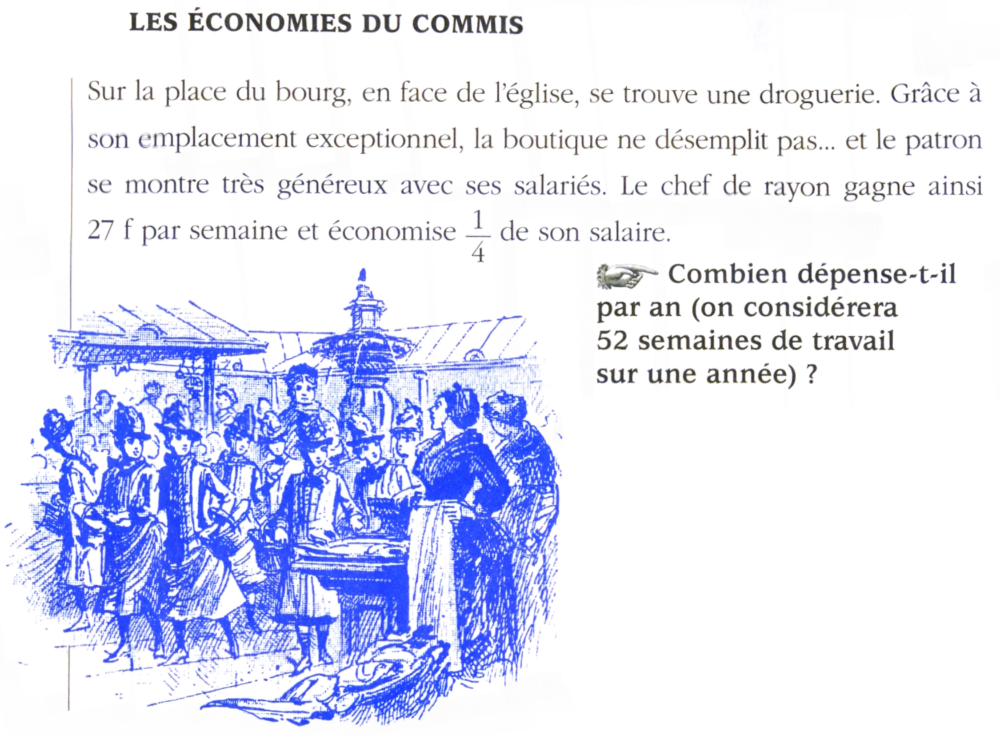 LES ÉCONOMIES DU COMMIS
Sur la place du bourg, en face de l'église, se trouve une droguerie. Grâce à
son emplacement exceptionnel, la boutique ne désemplit pas... et le patron
se montre très généreux avec ses salariés. Le chef de rayon gagne ainsi
27 f par semaine et économise 1/4 de son salaire.
Combien dépense-t-il
par an (on considérera
52 semaines de travail
sur une année) ?